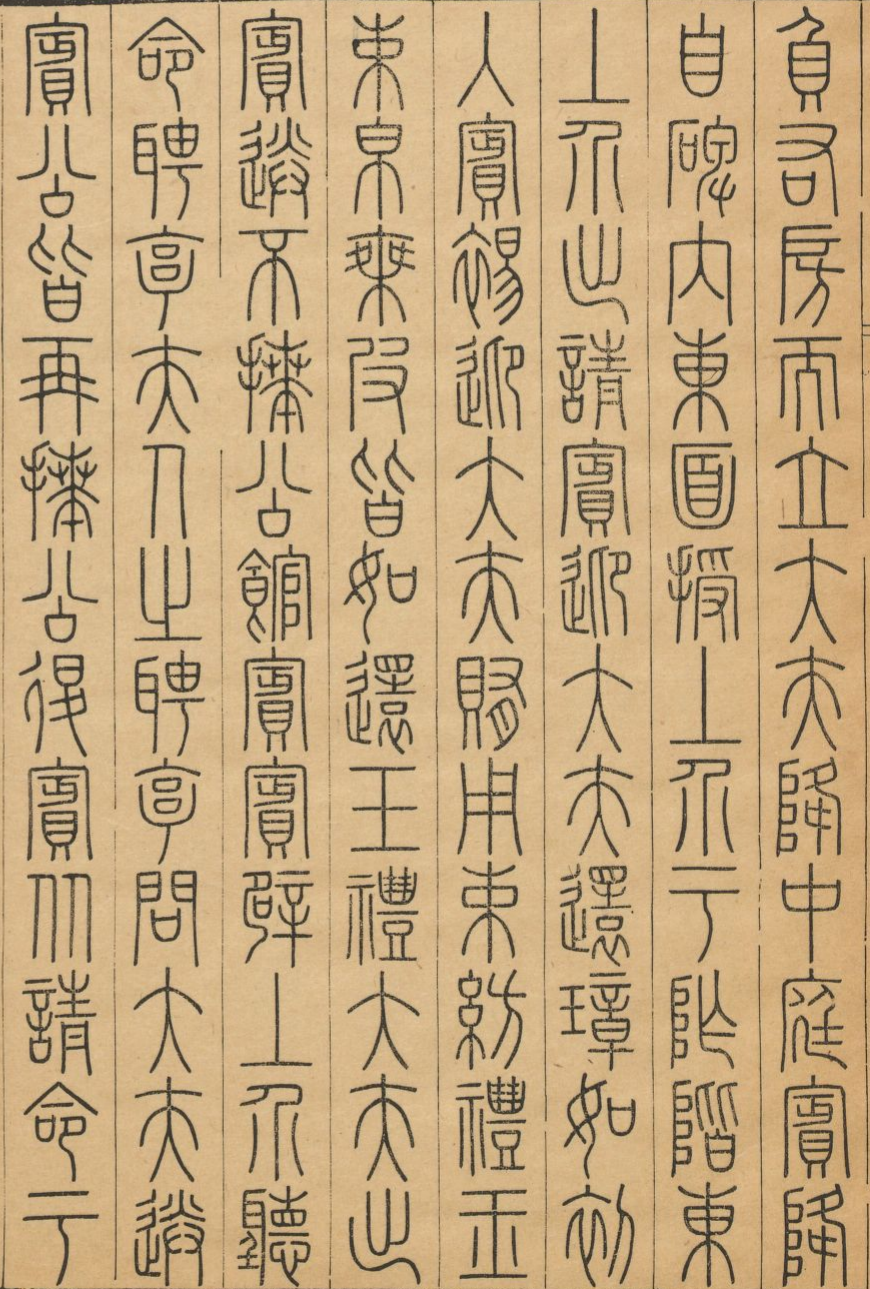 負右房而立大夫降中庭賓降
自碑內東面授上介于阼階東
上介出請賓迎大夫還璋如初
入賓裼迎大夫賄用束紡禮玉
束帛乘皮皆如還玉禮大夫出
賓送不拜公館賓賓辟上介聽
命聘享夫人之聘享問大夫送
賓公皆再拜公退賓從請命于